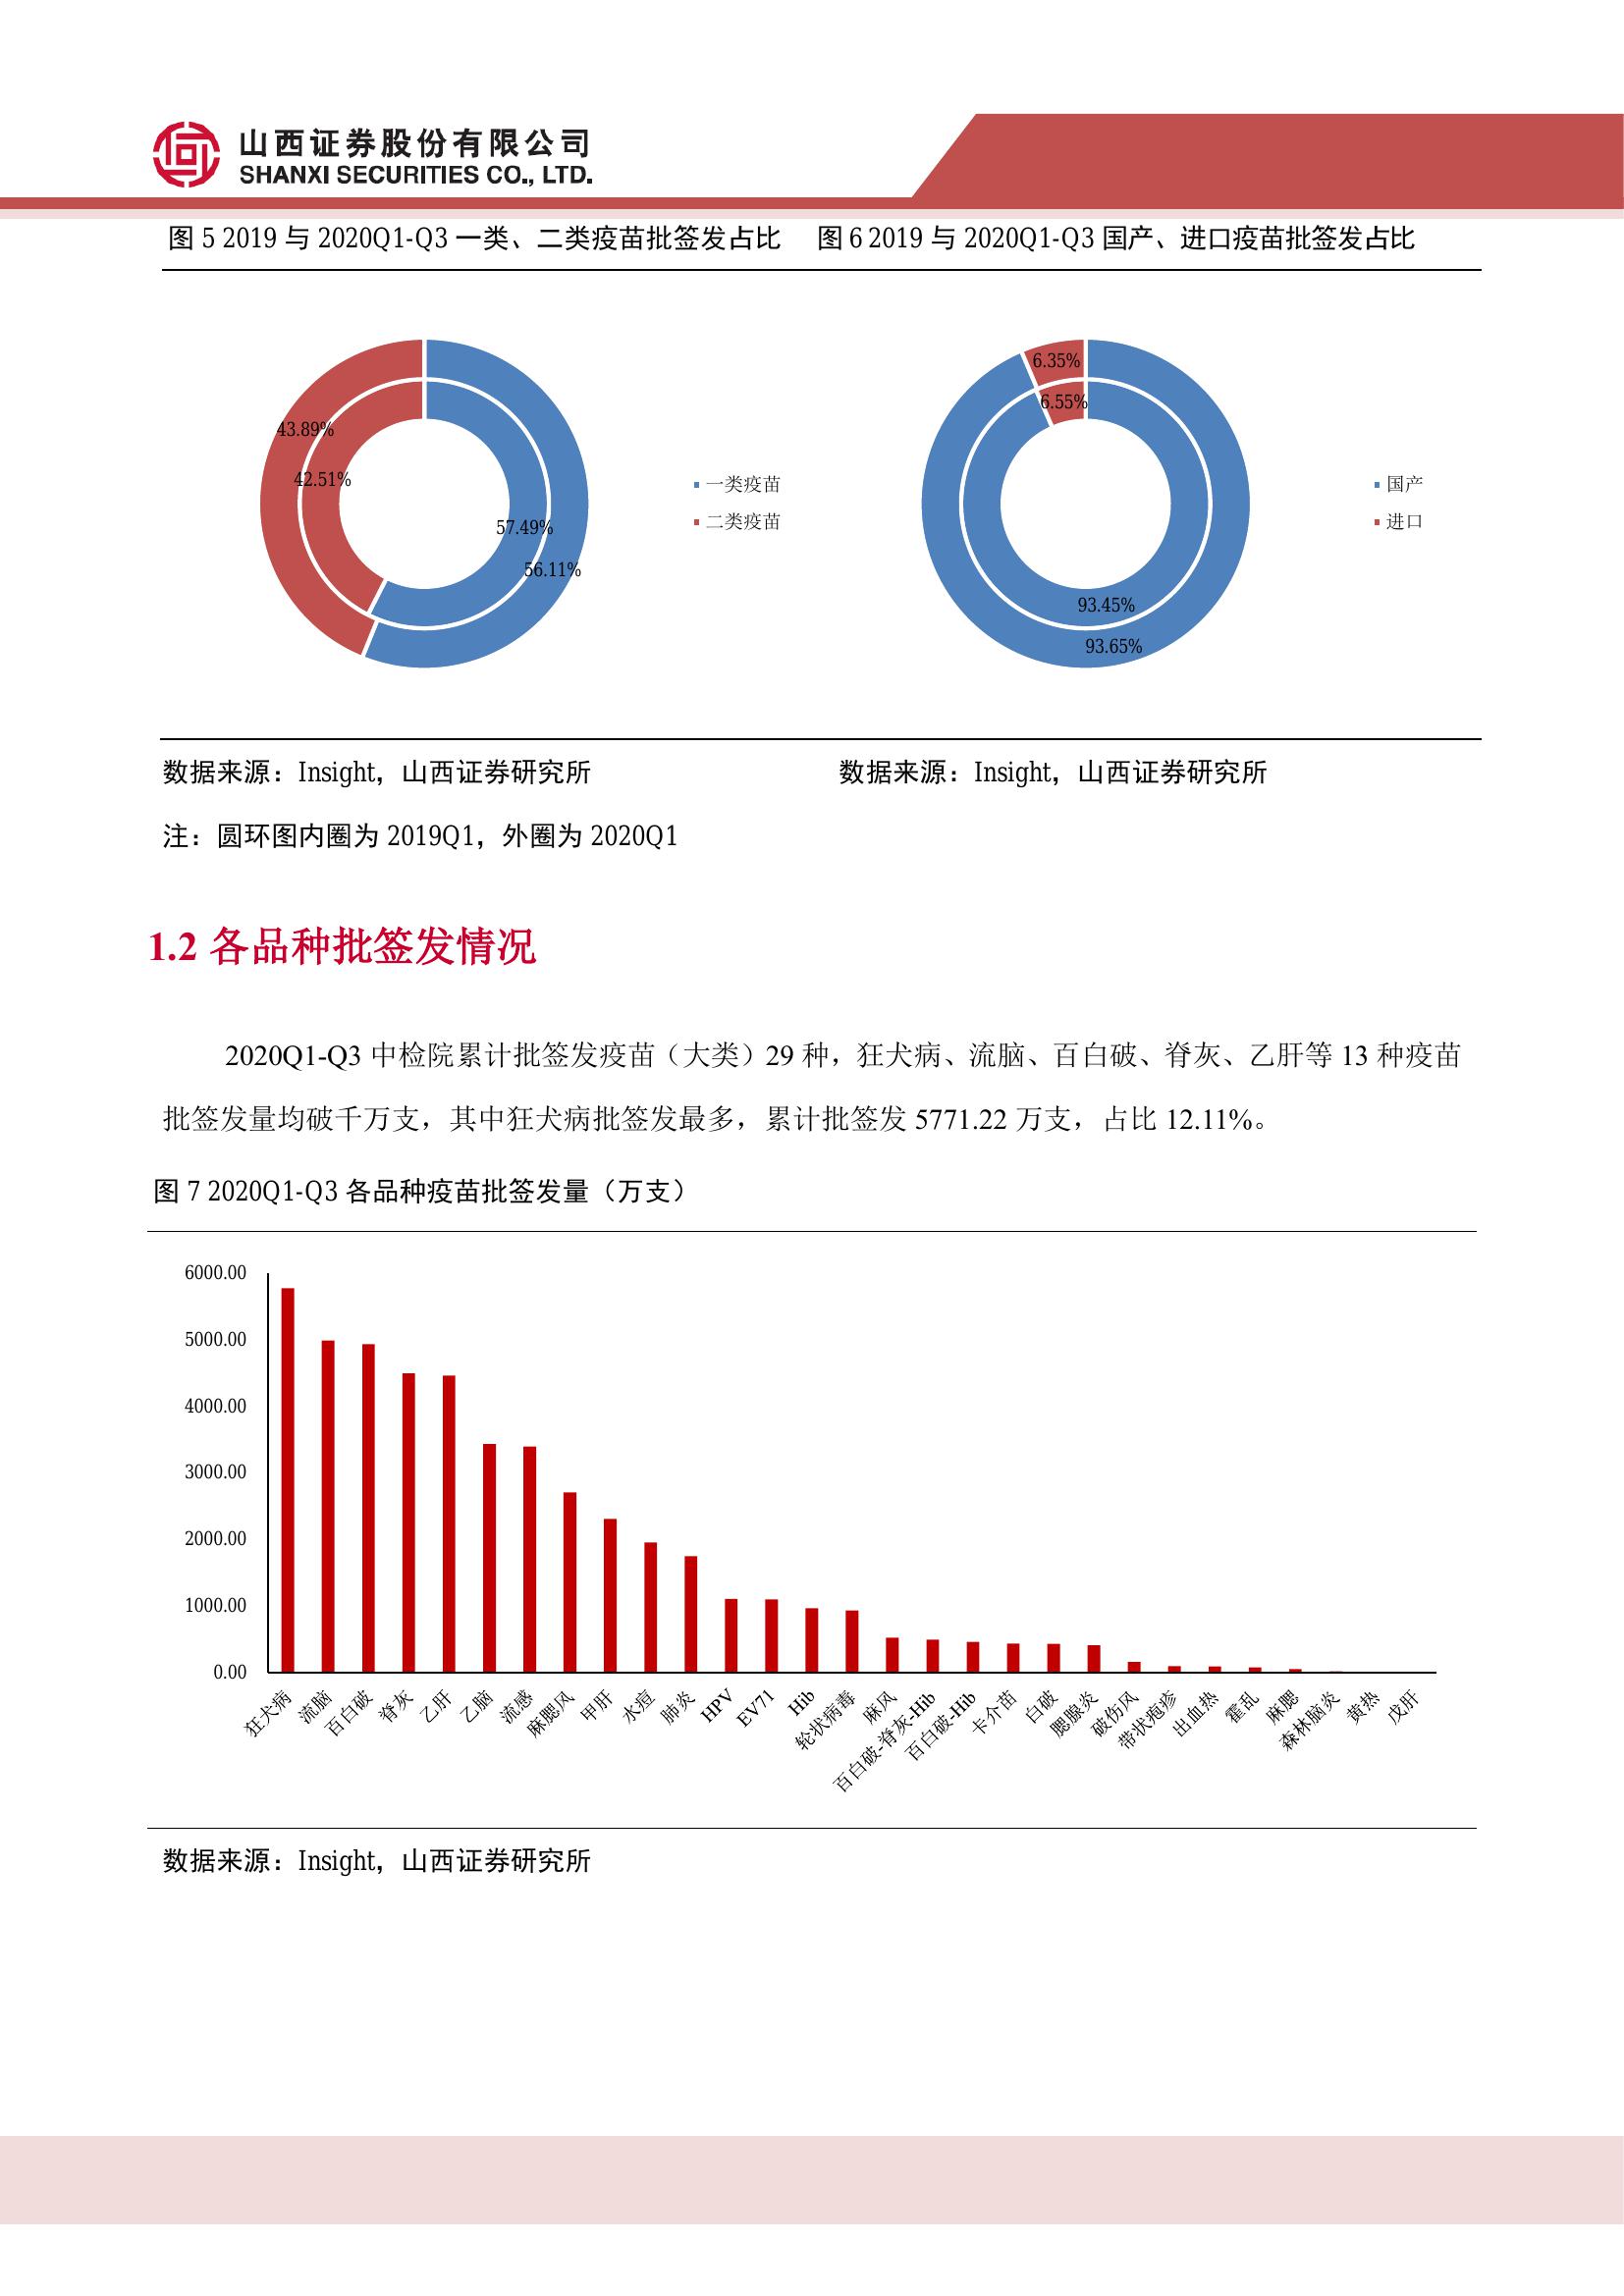 山西证券股份有限公司
SHANXI SECURITIES CO., LTD.
图 5 2019 与 2020Q1-Q3 一类、二类疫苗批签发占比
图 6 2019 与 2020Q1-Q3 国产、进口疫苗批签发占比
43.89%
42.51%
57.49%
56.11%
一类疫苗
二类疫苗
6.35%
6.55%
93.45%
93.65%
国产
进口
数据来源：Insight，山西证券研究所
数据来源：Insight，山西证券研究所
注：圆环图内圈为 2019Q1，外圈为 2020Q1
1.2 各品种批签发情况
2020Q1-Q3 中检院累计批签发疫苗（大类）29 种，狂犬病、流脑、百白破、脊灰、乙肝等 13 种疫苗
批签发量均破千万支，其中狂犬病批签发最多，累计批签发 5771.22 万支，占比 12.11%。
图 7 2020Q1-Q3 各品种疫苗批签发量（万支）
6000.00
5000.00
4000.00
3000.00
2000.00
1000.00
0.00
狂犬病
流脑
百白破
脊灰
乙肝
乙脑
流感
麻腮风
甲肝
水痘
肺炎
HPV
EV71
Hib
轮状病毒
麻风
百白破-脊灰-Hib
百白破-Hib
卡介苗
白破
腮腺炎
破伤风
带状疱疹
出血热
霍乱
麻腮
森林脑炎
黄热
戊肝
数据来源：Insight，山西证券研究所